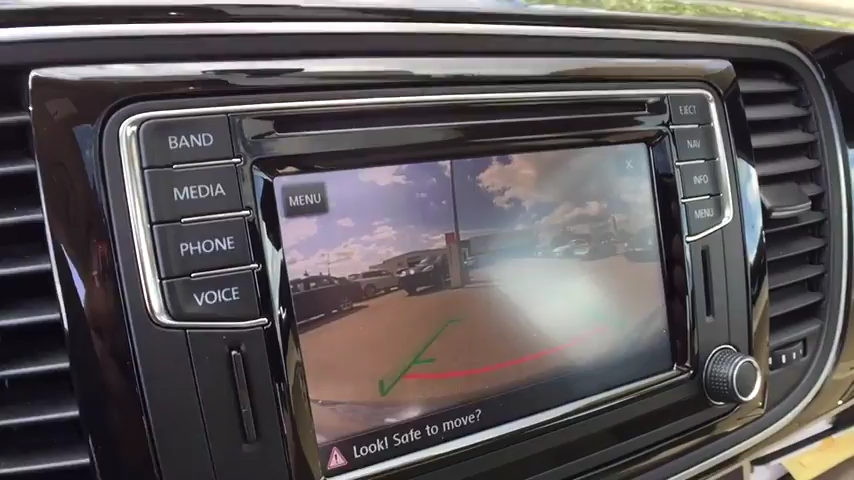 BAND
MEDIA
PHONE
VOICE
MENU
X
Look! Safe to move?
EJECT
NAV
INFO
MENU